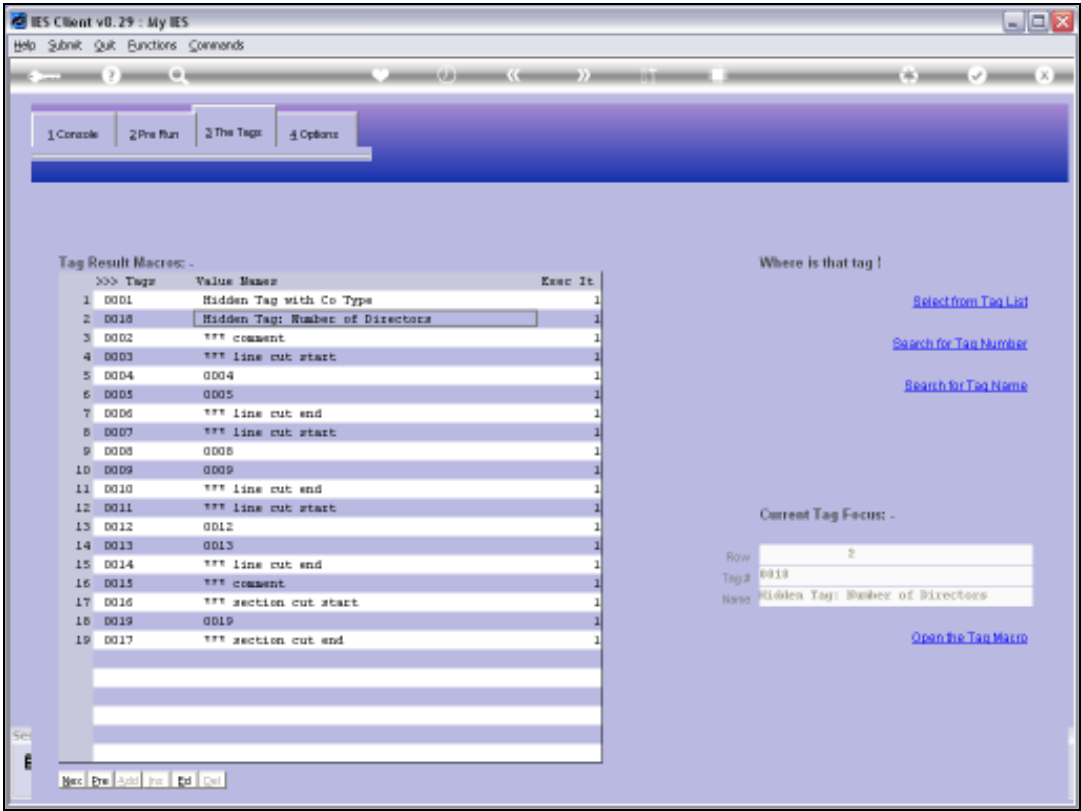 IES Client v8.29 : My IES
Help Submit Quit Functions Commands
1 Console 2 Pre Run 3 The Tags 4 Options
Tag Result Macros: -
Where is that tag !
>>> Tags Value Names Exec It
1 0001 Hidden Tag with Co Type 1
2 0018 Hidden Tag: Number of Directors 1
3 0002 *** comment 1
4 0003 *** line cut start 1
5 0004 0004 1
6 0005 0005 1
7 0006 *** line cut end 1
8 0007 *** line cut start 1
9 0008 0008 1
10 0009 0009 1
11 0010 *** line cut end 1
12 0011 *** line cut start 1
13 0012 0012 1
14 0013 0013 1
15 0014 *** line cut end 1
16 0015 *** comment 1
17 0016 *** section cut start 1
18 0019 0019 1
19 0017 *** section cut end 1
Select from Tag List
Search for Tag Number
Search for Tag Name
Current Tag Focus: -
Row 2
Tag # 0018
Name Hidden Tag: Number of Directors
Open the Tag Macro
Nex Pre Add Ins Ed Del